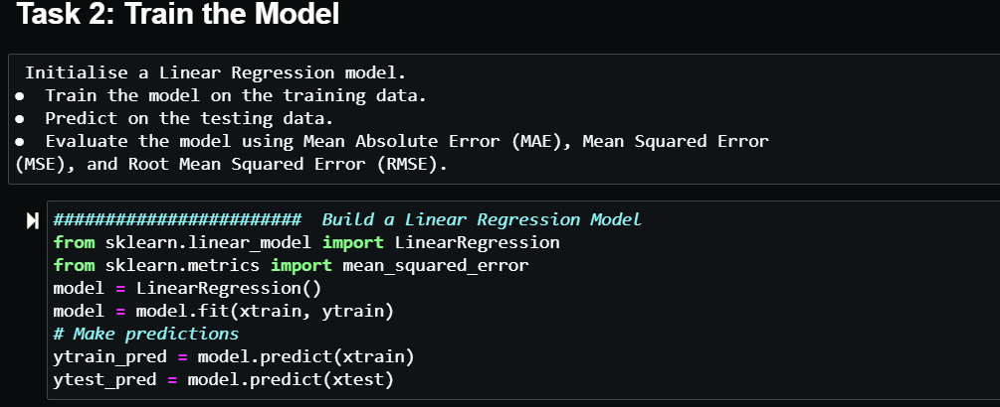 Task 2: Train the Model
Initialise a Linear Regression model.
● Train the model on the training data.
● Predict on the testing data.
● Evaluate the model using Mean Absolute Error (MAE), Mean Squared Error
(MSE), and Root Mean Squared Error (RMSE).
######################## Build a Linear Regression Model
from sklearn.linear_model import LinearRegression
from sklearn.metrics import mean_squared_error
model = LinearRegression()
model = model.fit(xtrain, ytrain)
# Make predictions
ytrain_pred = model.predict(xtrain)
ytest_pred = model.predict(xtest)